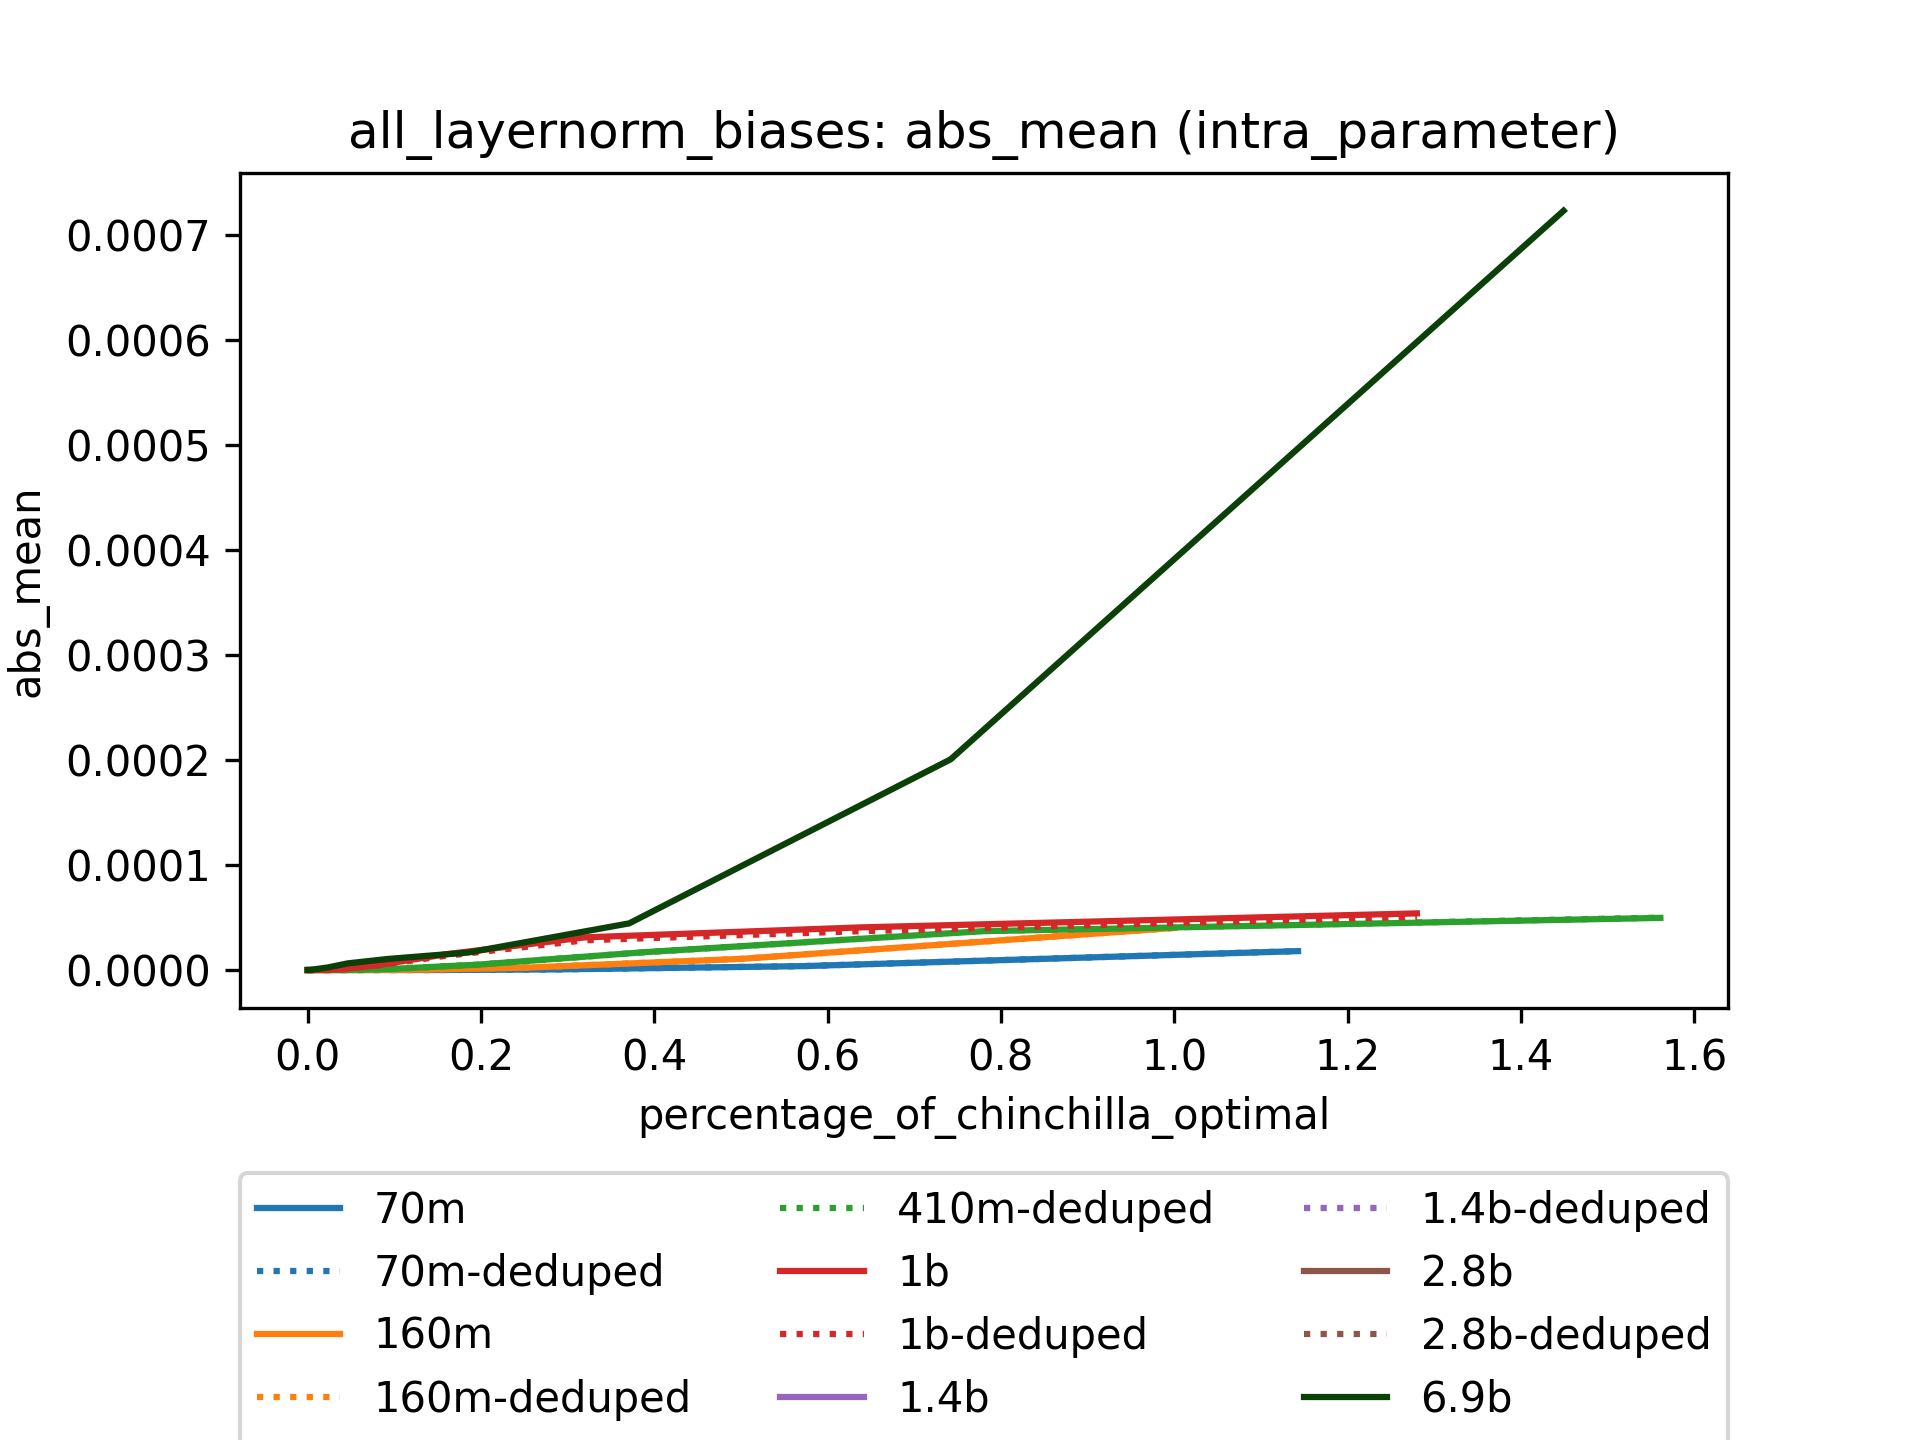 all_layernorm_biases: abs_mean (intra_parameter)
abs_mean
0.0007
0.0006
0.0005
0.0004
0.0003
0.0002
0.0001
0.0000
0.0 0.2 0.4 0.6 0.8 1.0 1.2 1.4 1.6
percentage_of_chinchilla_optimal
70m 410m-deduped 1.4b-deduped
70m-deduped 1b 2.8b
160m 1b-deduped 2.8b-deduped
160m-deduped 1.4b 6.9b